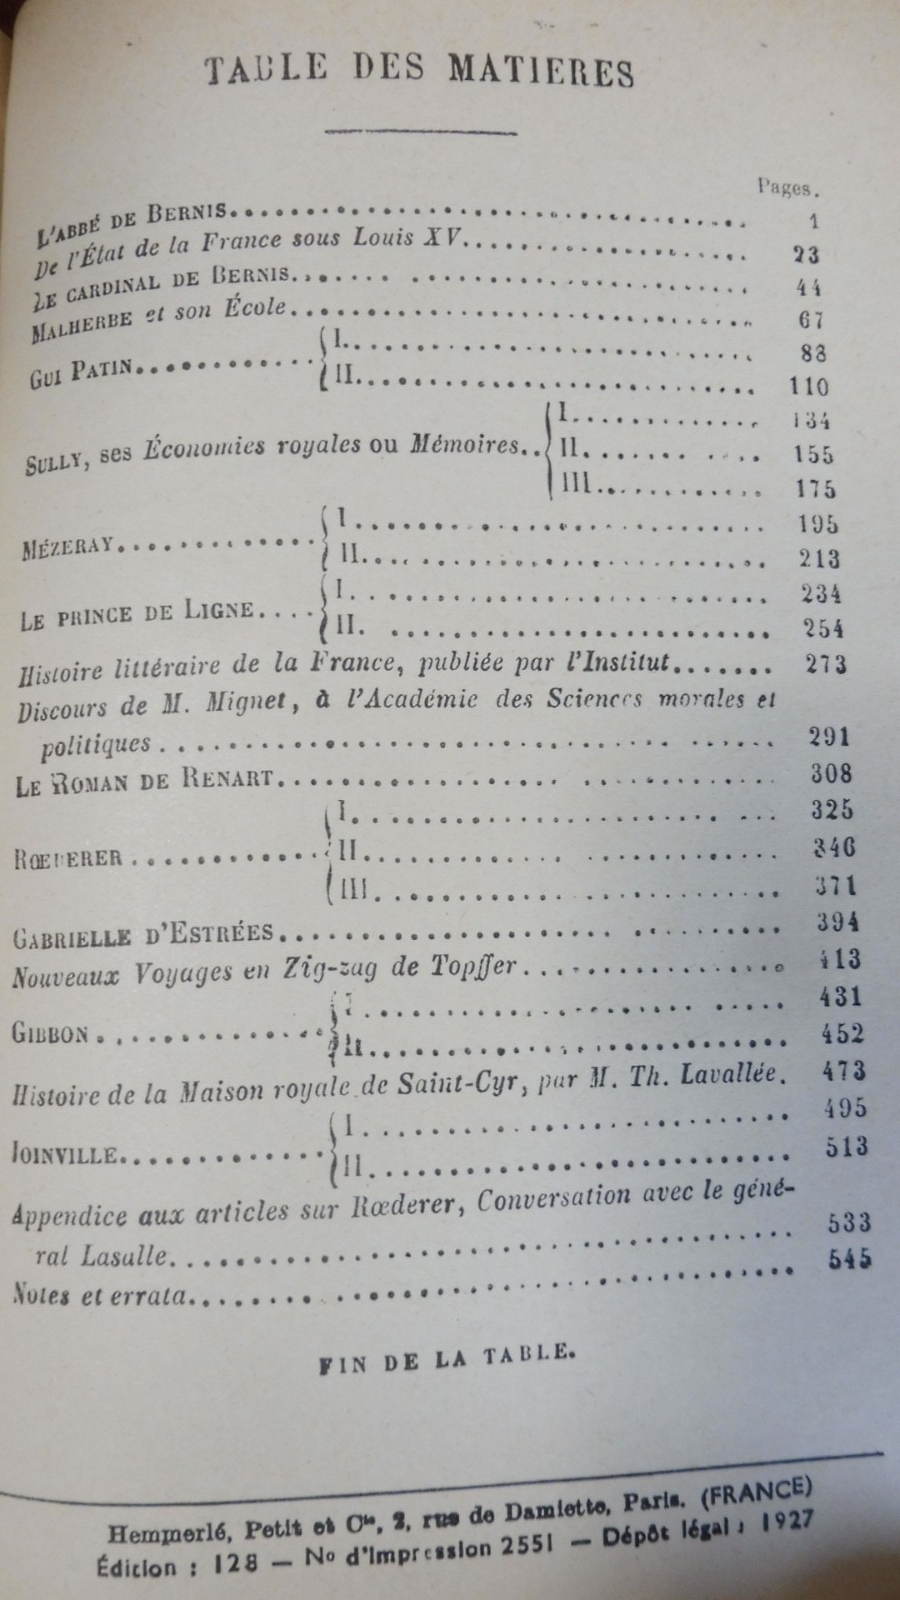 TABLE DES MATIERES
Pages.
L'ABBÉ DE BERNIS.......... 1
De l'État de la France sous Louis XV.......... 23
LE CARDINAL DE BERNIS.......... 44
MALHERBE et son École.......... 67
GUI PATIN.......... I.......... 88
II.......... 110
SULLY, ses Économies royales ou Mémoires.. I.......... 134
II.......... 155
III.......... 175
MÉZERAY.......... I.......... 195
II.......... 213
LE PRINCE DE LIGNE.... I.......... 234
II. .......... 254
Histoire littéraire de la France, publiée par l'Institut....... 273
Discours de M. Mignet, à l'Académie des Sciences morales et
politiques .......... 291
LE ROMAN DE RENART.......... 308
RŒDERER .......... I.......... 325
II.......... 346
III.......... 371
GABRIELLE D'ESTRÉES.......... 394
Nouveaux Voyages en Zig-zag de Topffer.......... 413
GIBBON.......... I.......... 431
II.......... 452
Histoire de la Maison royale de Saint-Cyr, par M. Th. Lavallée. 473
JOINVILLE.......... I.......... 495
II.......... 513
Appendice aux articles sur Rœderer, Conversation avec le géné-
ral Lasalle.......... 533
Notes et errata.......... 545
FIN DE LA TABLE.
Hemmerlé, Petit et Cie, 2, rue de Damiette, Paris. (FRANCE)
Édition : 128 — No d'Impression 2551 — Dépôt légal : 1927